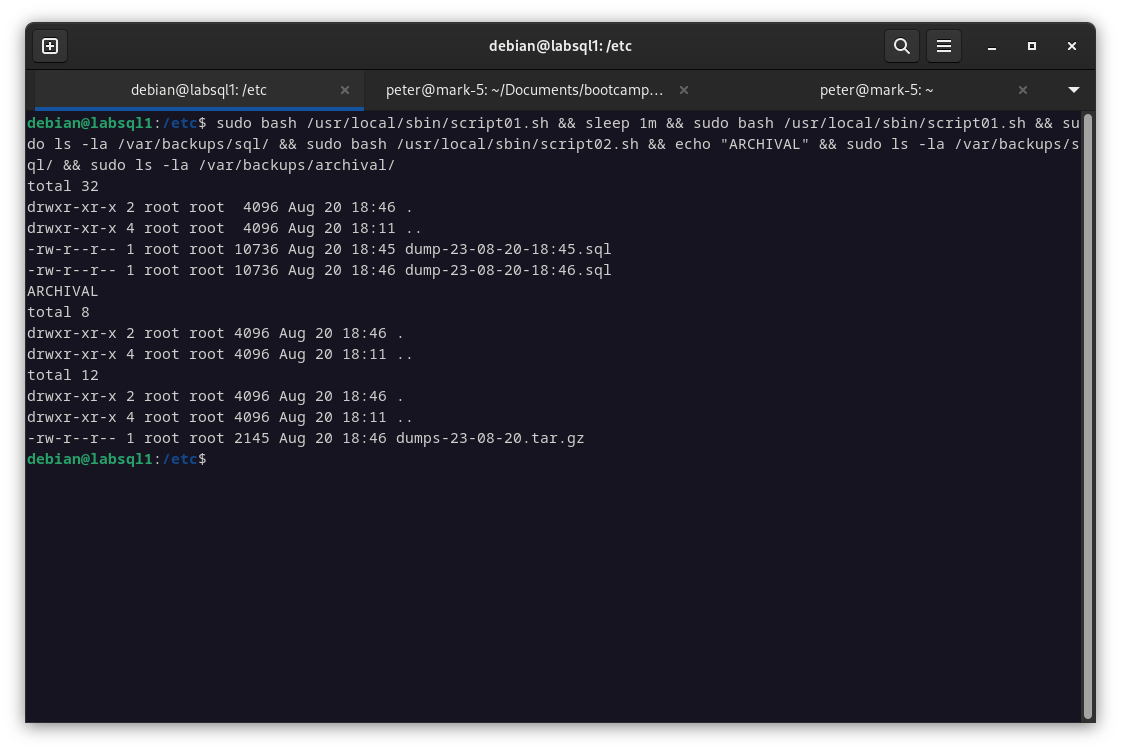 debian@labsql1: /etc
debian@labsql1: /etc
peter@mark-5: ~/Documents/bootcamp…
peter@mark-5: ~
debian@labsql1:/etc$ sudo bash /usr/local/sbin/script01.sh && sleep 1m && sudo bash /usr/local/sbin/script01.sh && su
do ls -la /var/backups/sql/ && sudo bash /usr/local/sbin/script02.sh && echo "ARCHIVAL" && sudo ls -la /var/backups/s
ql/ && sudo ls -la /var/backups/archival/
total 32
drwxr-xr-x 2 root root  4096 Aug 20 18:46 .
drwxr-xr-x 4 root root  4096 Aug 20 18:11 ..
-rw-r--r-- 1 root root 10736 Aug 20 18:45 dump-23-08-20-18:45.sql
-rw-r--r-- 1 root root 10736 Aug 20 18:46 dump-23-08-20-18:46.sql
ARCHIVAL
total 8
drwxr-xr-x 2 root root 4096 Aug 20 18:46 .
drwxr-xr-x 4 root root 4096 Aug 20 18:11 ..
total 12
drwxr-xr-x 2 root root 4096 Aug 20 18:46 .
drwxr-xr-x 4 root root 4096 Aug 20 18:11 ..
-rw-r--r-- 1 root root 2145 Aug 20 18:46 dumps-23-08-20.tar.gz
debian@labsql1:/etc$